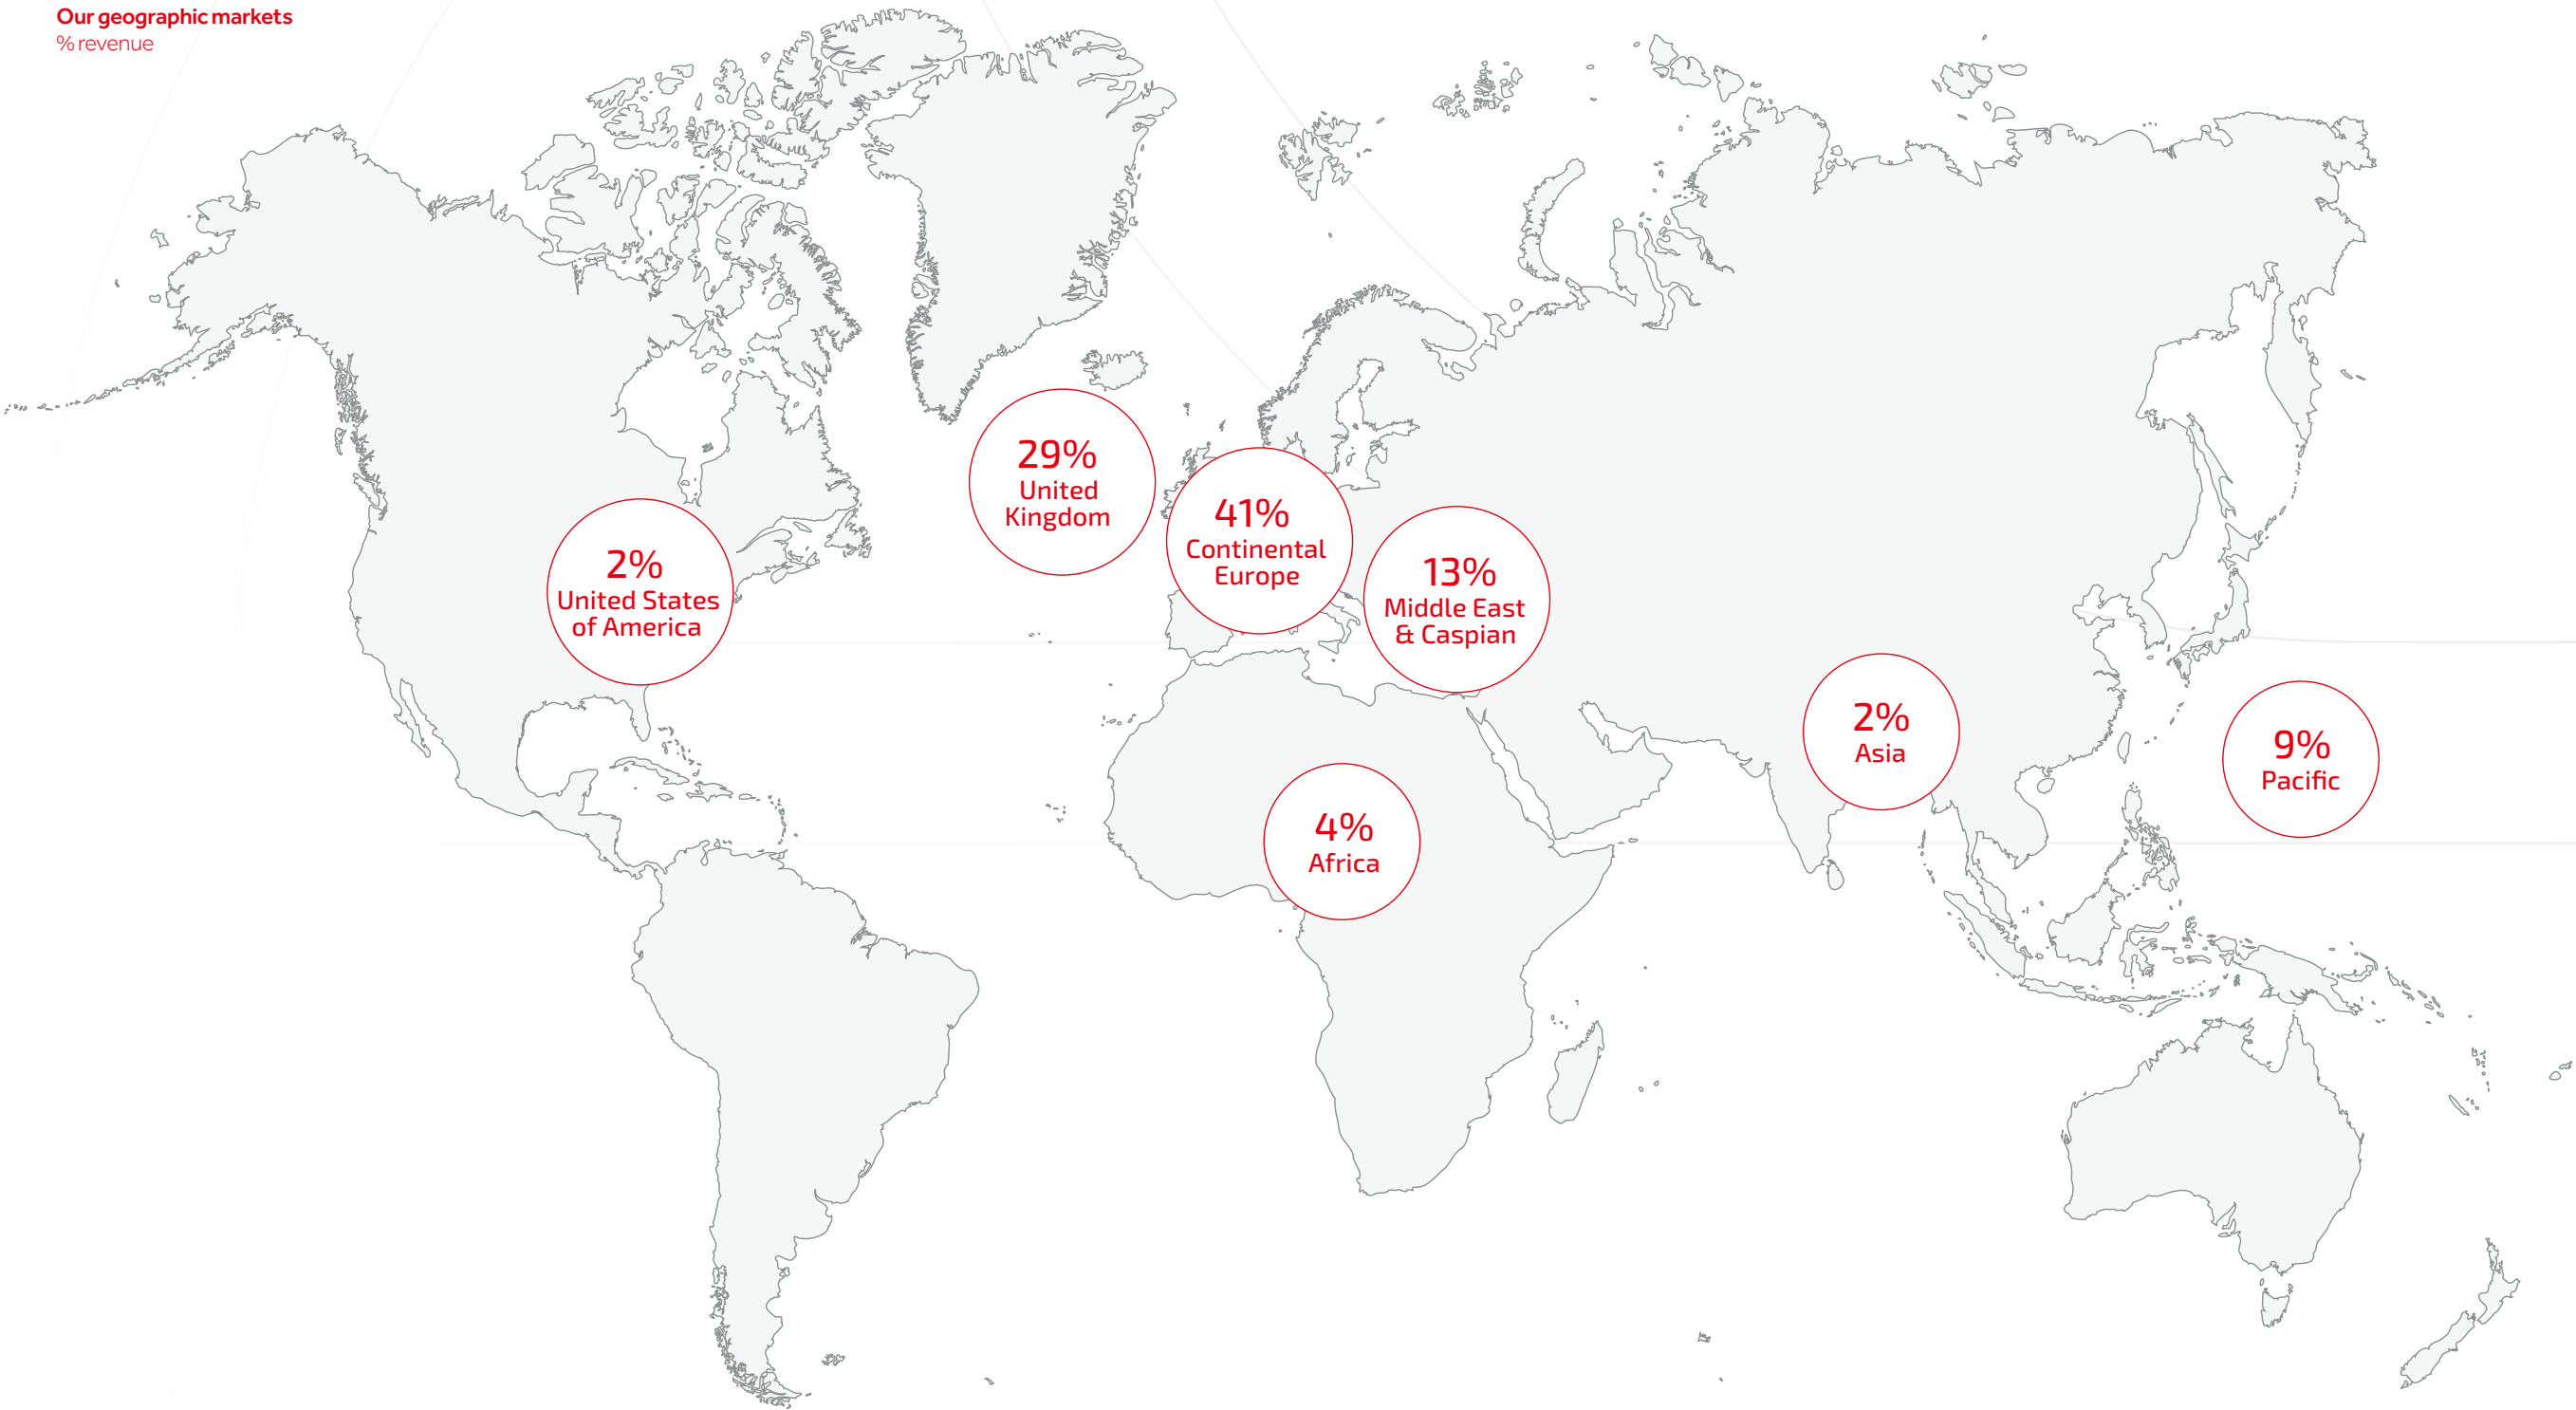 Our geographic markets
% revenue
29%
United
Kingdom
41%
Continental
Europe
2%
United States
of America
13%
Middle East
& Caspian
2%
Asia
9%
Pacific
4%
Africa